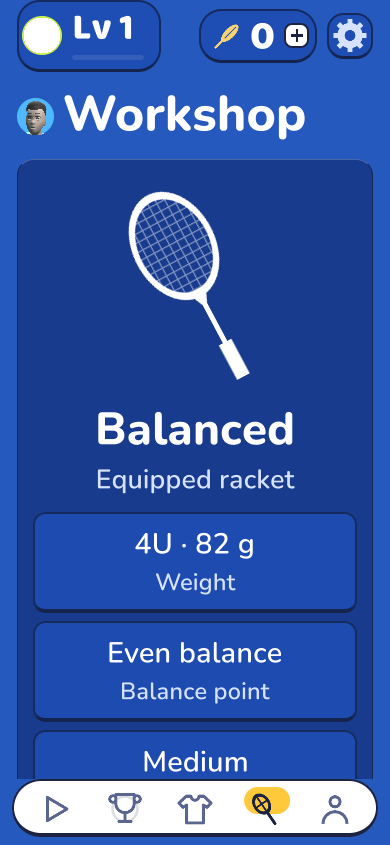 Lv 1
0
Workshop
Balanced
Equipped racket
4U · 82 g
Weight
Even balance
Balance point
Medium